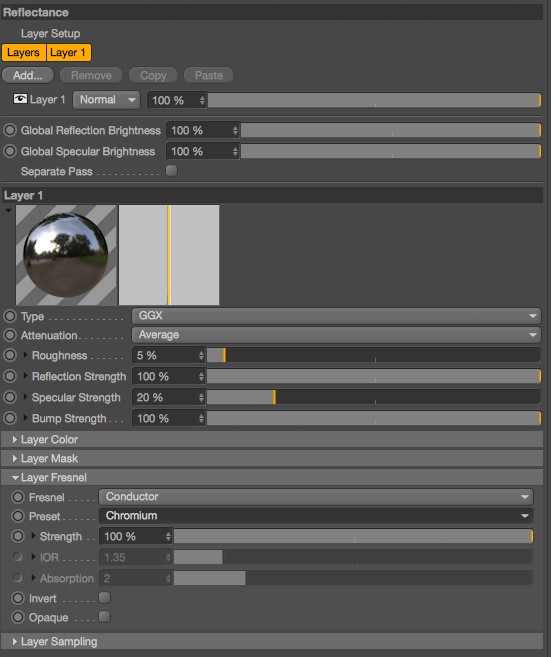 Reflectance
Layer Setup
Layers Layer 1
Add... Remove Copy Paste
Layer 1 Normal 100 %
Global Reflection Brightness 100 %
Global Specular Brightness 100 %
Separate Pass . . . . . . . . . . .
Layer 1
Type . . . . . . . . . . . . . GGX
Attenuation . . . . . . . . Average
Roughness . . . . . . 5 %
Reflection Strength 100 %
Specular Strength 20 %
Bump Strength . . . 100 %
Layer Color
Layer Mask
Layer Fresnel
Fresnel . . . . . Conductor
Preset . . . . . . Chromium
Strength . . . . 100 %
IOR . . . . . . . . 1.35
Absorption 2
Invert . . . . .
Opaque . . . .
Layer Sampling